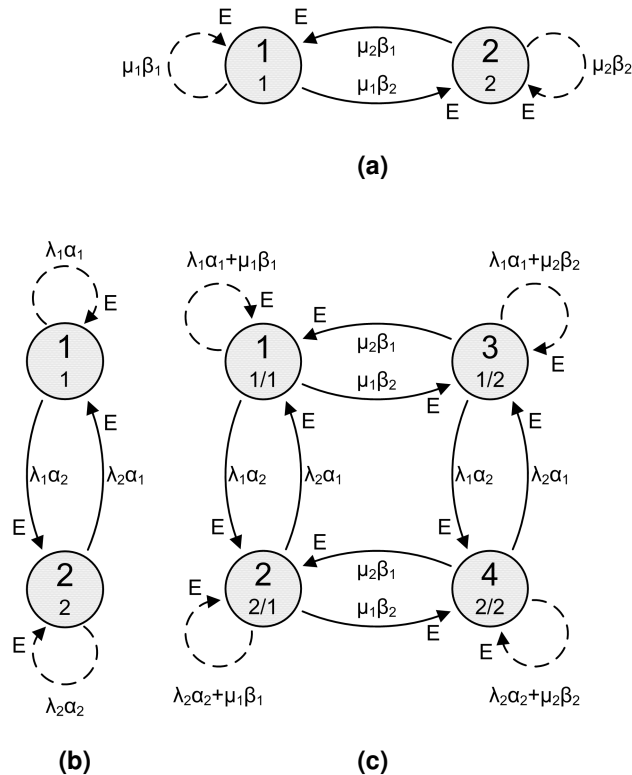 E E
1 2
1 2
μ₁β₁
μ₂β₁
μ₁β₂
μ₂β₂
E E
(a)
λ₁α₁
E
1
1
E
λ₁α₂ λ₂α₁
E
2
2
E
λ₂α₂
(b)
λ₁α₁+μ₁β₁ λ₁α₁+μ₂β₂
E E
1 3
1/1 1/2
μ₂β₁
μ₁β₂
E
E E E
λ₁α₂ λ₂α₁ λ₁α₂ λ₂α₁
E E E
2 4
2/1 2/2
μ₂β₁
μ₁β₂
E E E
λ₂α₂+μ₁β₁ λ₂α₂+μ₂β₂
(c)